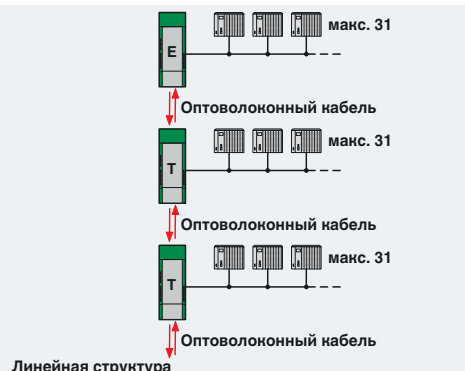 макс. 31
E
Оптоволоконный кабель
макс. 31
T
Оптоволоконный кабель
макс. 31
T
Оптоволоконный кабель
Линейная структура